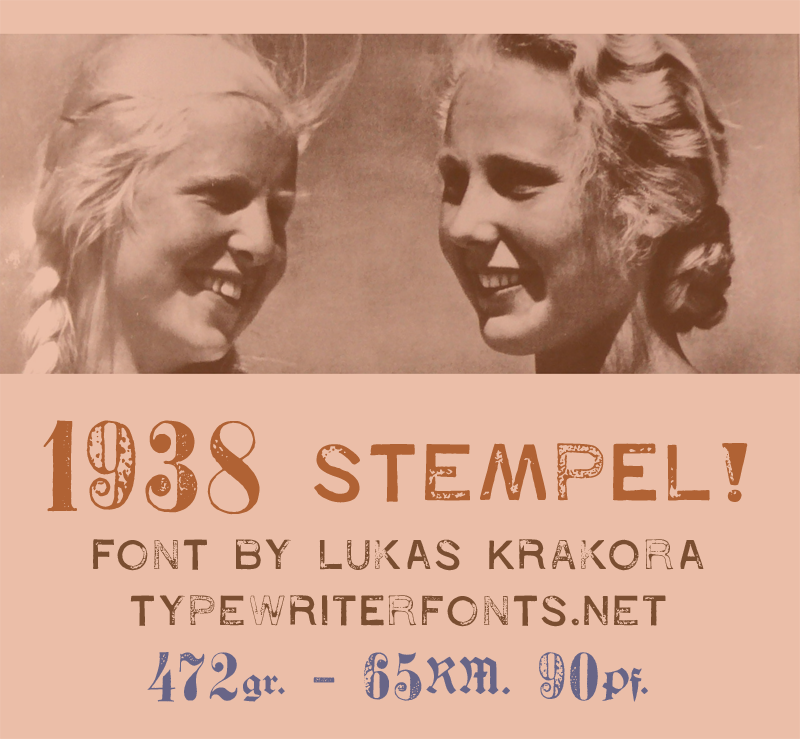 1938 STEMPEL!
FONT BY LUKAS KRAKORA
TYPEWRITERFONTS.NET
472gr. - 65RM. 90pf.